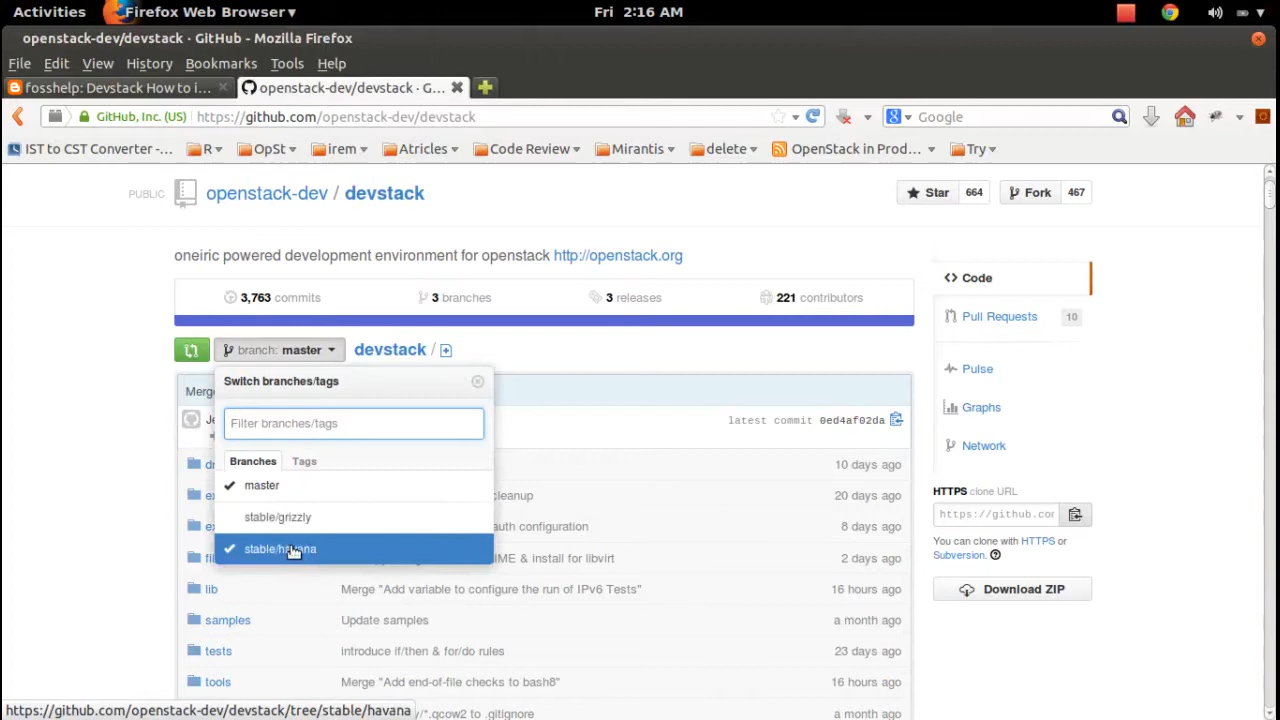 Activities Firefox Web Browser ▾ Fri 2:16 AM
openstack-dev/devstack · GitHub - Mozilla Firefox
File Edit View History Bookmarks Tools Help
fosshelp: Devstack How to i... openstack-dev/devstack · G...
GitHub, Inc. (US) https://github.com/openstack-dev/devstack Google
IST to CST Converter -... R OpSt irem Atricles Code Review Mirantis delete OpenStack in Prod... Try
PUBLIC openstack-dev / devstack Star 664 Fork 467
oneiric powered development environment for openstack http://openstack.org
3,763 commits 3 branches 3 releases 221 contributors
Code
Pull Requests 10
Pulse
Graphs
Network
HTTPS clone URL
https://github.com
You can clone with HTTPS or
Subversion.
Download ZIP
branch: master devstack /
Switch branches/tags
Filter branches/tags
Branches Tags
master
stable/grizzly
stable/havana
Merg
Je latest commit 0ed4af02da
10 days ago
cleanup 20 days ago
auth configuration 8 days ago
IME & install for libvirt 2 days ago
lib Merge "Add variable to configure the run of IPv6 Tests" 16 hours ago
samples Update samples a month ago
tests introduce if/then & for/do rules 23 days ago
tools Merge "Add end-of-file checks to bash8" 16 hours ago
/*.qcow2 to .gitignore a month ago
https://github.com/openstack-dev/devstack/tree/stable/havana